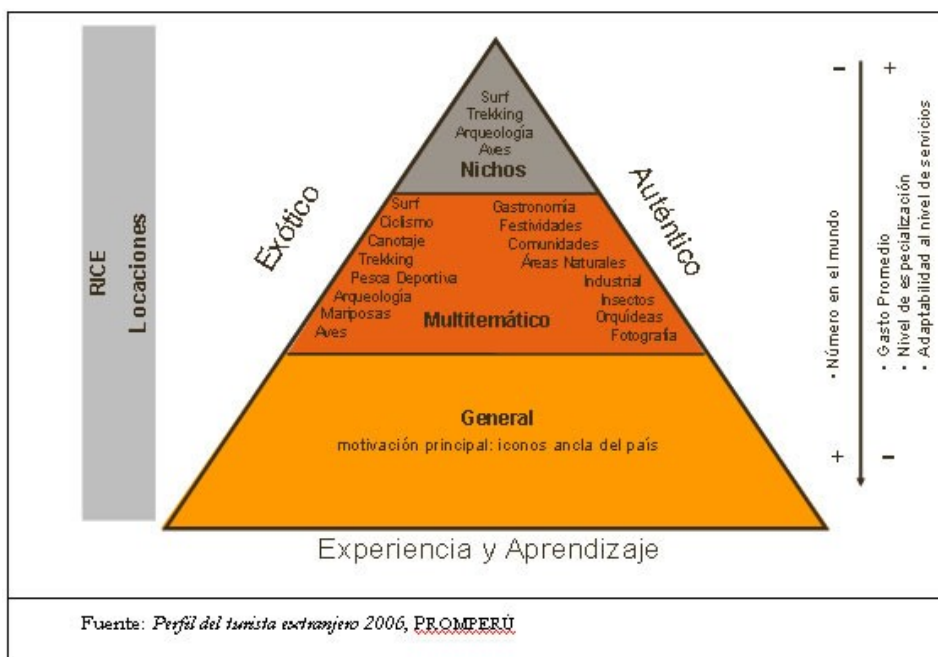 RICE
Locaciones
Exótico
Auténtico
Surf
Trekking
Arqueología
Aves
Nichos
Surf
Ciclismo
Canotaje
Trekking
Pesca Deportiva
Arqueología
Mariposas
Aves
Gastronomía
Festividades
Comunidades
Áreas Naturales
Industrial
Insectos
Orquídeas
Fotografía
Multitemático
General
motivación principal: iconos ancla del país
Experiencia y Aprendizaje
− +
· Número en el mundo
· Gasto Promedio
· Nivel de especialización
· Adaptabilidad al nivel de servicios
+ −
Fuente: Perfil del turista extranjero 2006, PROMPERÚ